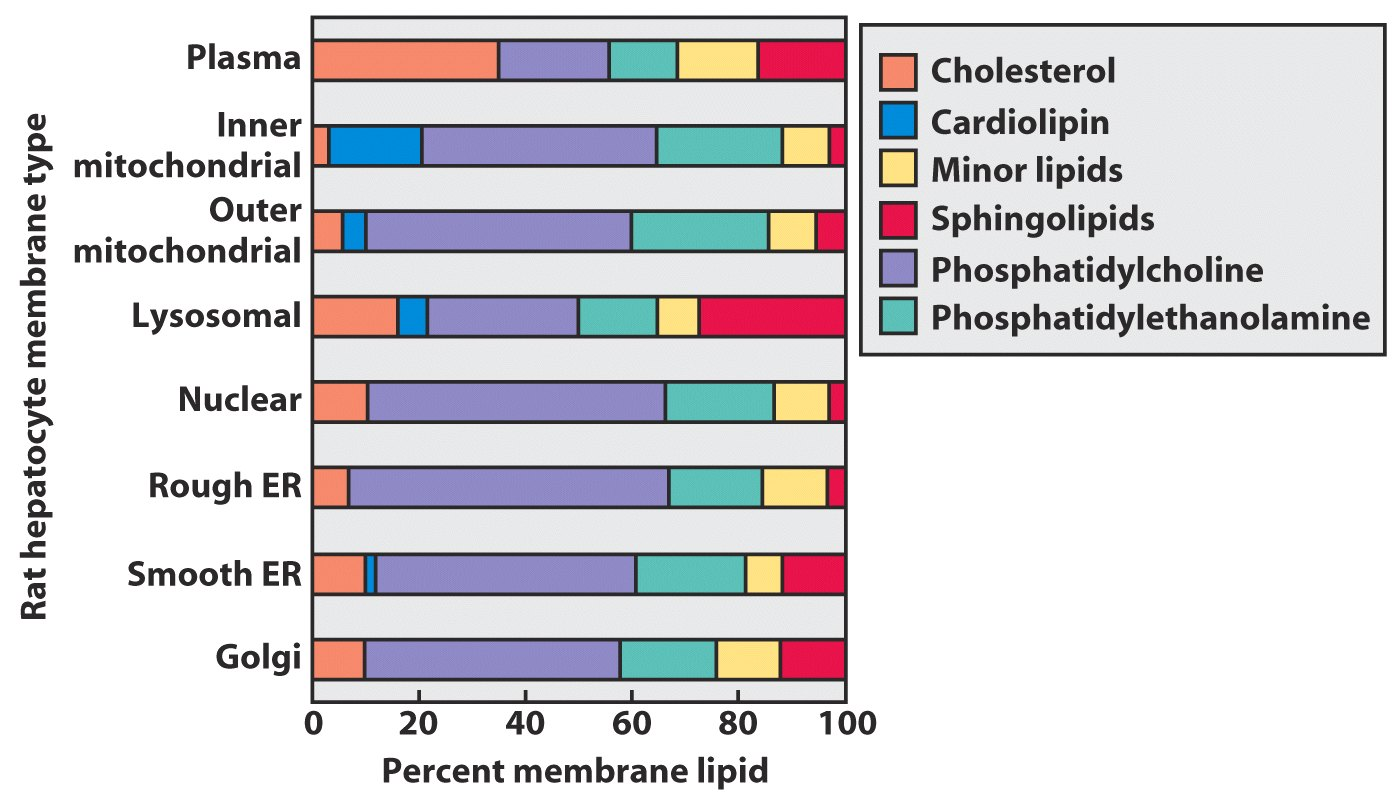 Rat hepatocyte membrane type
Plasma
Inner
mitochondrial
Outer
mitochondrial
Lysosomal
Nuclear
Rough ER
Smooth ER
Golgi
0 20 40 60 80 100
Percent membrane lipid
Cholesterol
Cardiolipin
Minor lipids
Sphingolipids
Phosphatidylcholine
Phosphatidylethanolamine